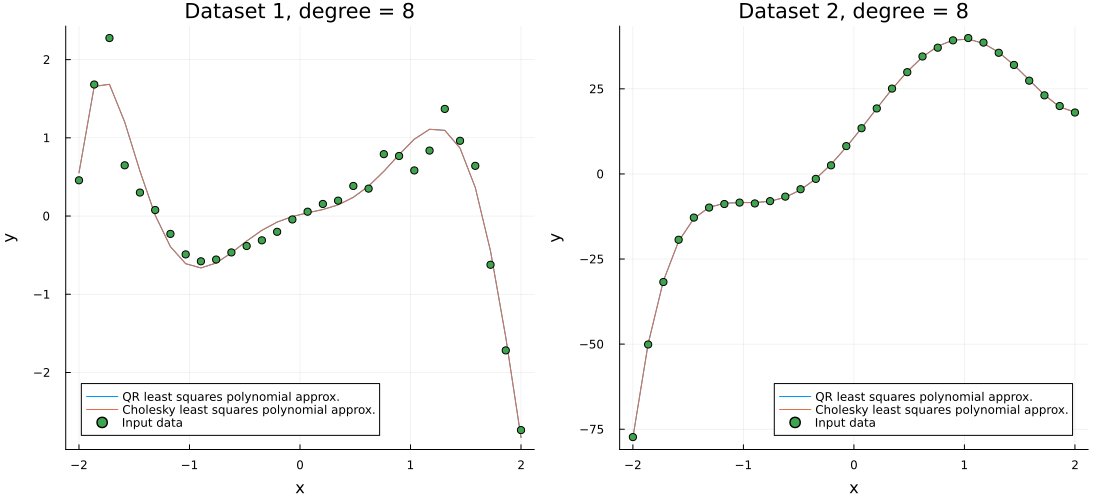 Dataset 1, degree = 8
2
1
0
−1
−2
y
QR least squares polynomial approx.
Cholesky least squares polynomial approx.
Input data
−2 −1 0 1 2
x
Dataset 2, degree = 8
25
0
−25
−50
−75
y
QR least squares polynomial approx.
Cholesky least squares polynomial approx.
Input data
−2 −1 0 1 2
x